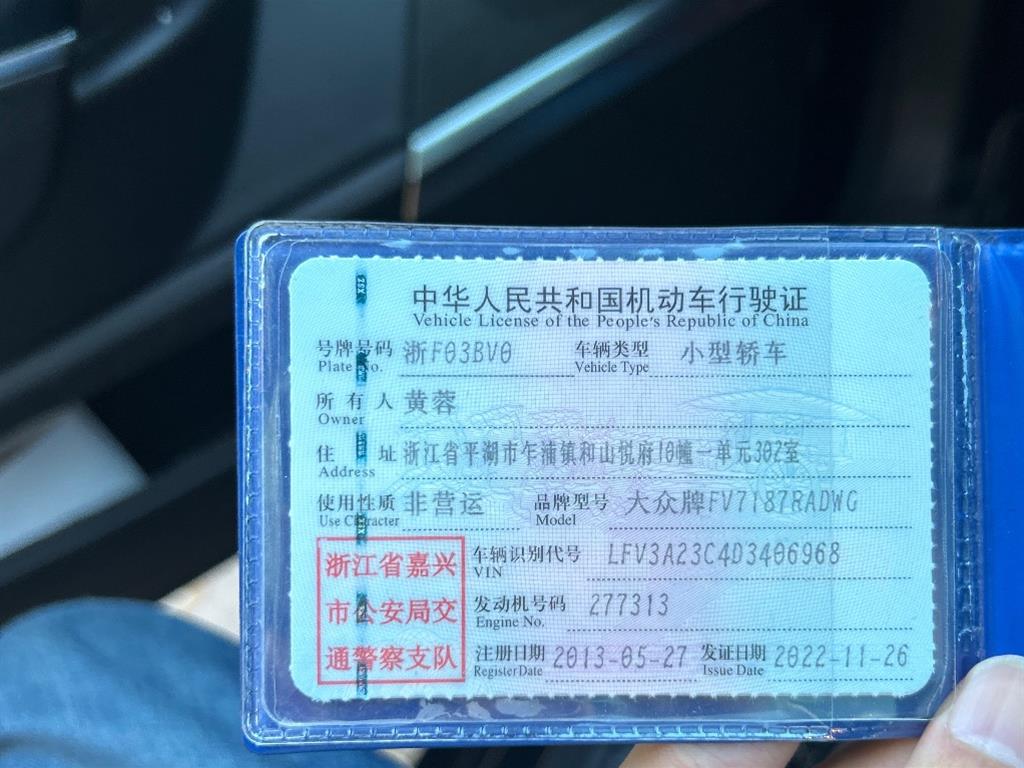 中华人民共和国机动车行驶证
Vehicle License of the People's Republic of China
号牌号码 浙F03BV0 车辆类型 小型轿车
Plate No. Vehicle Type
所有人 黄蓉
Owner
住址 浙江省平湖市乍浦镇和山悦府10幢一单元302室
Address
使用性质 非营运 品牌型号 大众牌FV7187RADWG
Use Character Model
浙江省嘉兴
市公安局交
通警察支队
车辆识别代号 LFV3A23C4D3406968
VIN
发动机号码 277313
Engine No.
注册日期 2013-05-27 发证日期 2022-11-26
Register Date Issue Date